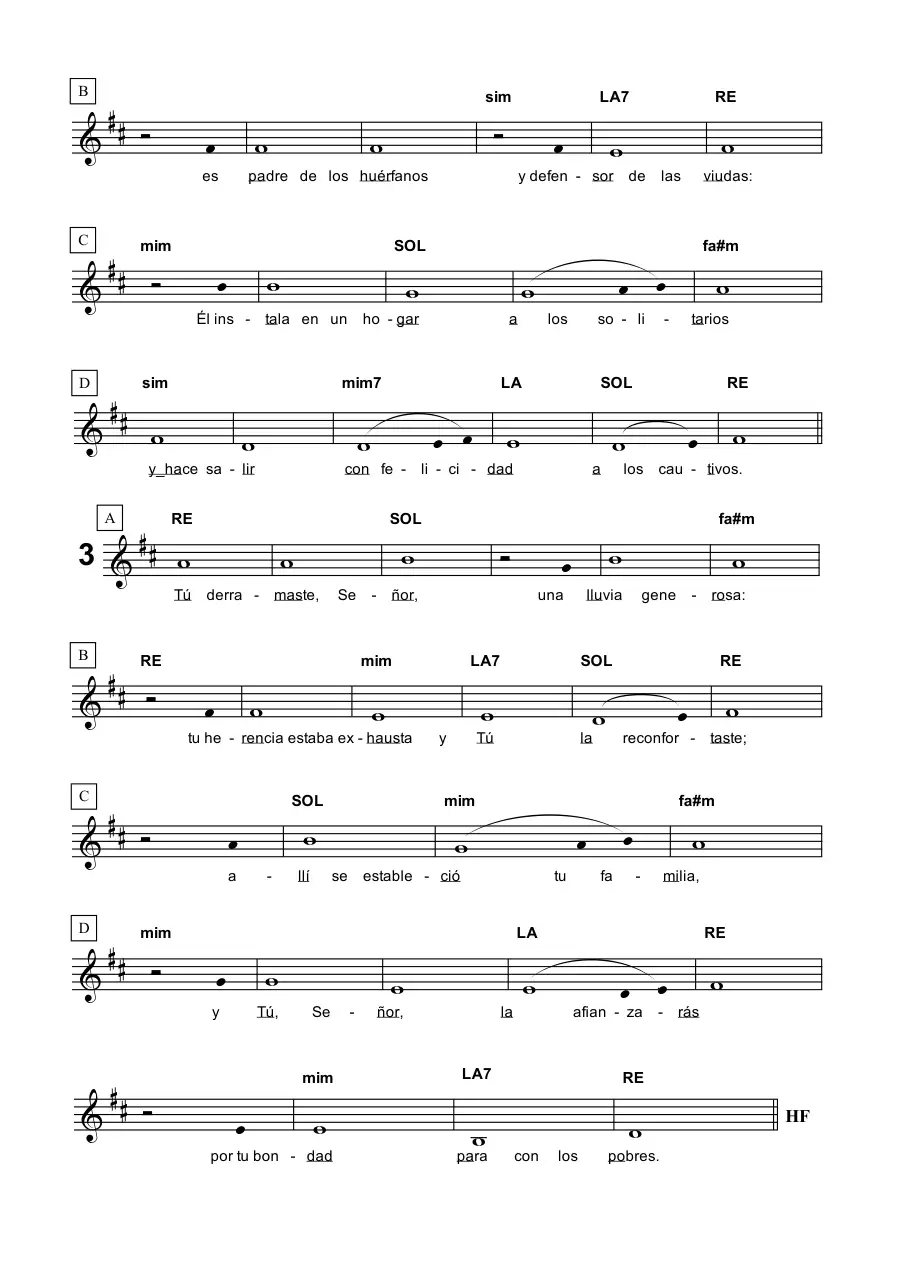 B
sim LA7 RE
es padre de los huérfanos y defen - sor de las viudas:
C
mim SOL fa#m
Él ins - tala en un ho - gar a los so - li - tarios
D
sim mim7 LA SOL RE
y_hace sa - lir con fe - li - ci - dad a los cau - tivos.
A
RE SOL fa#m
3
Tú derra - maste, Se - ñor, una lluvia gene - rosa:
B
RE mim LA7 SOL RE
tu he - rencia estaba ex - hausta y Tú la reconfor - taste;
C
SOL mim fa#m
a - llí se estable - ció tu fa - milia,
D
mim LA RE
y Tú, Se - ñor, la afian - za - rás
mim LA7 RE
HF
por tu bon - dad para con los pobres.